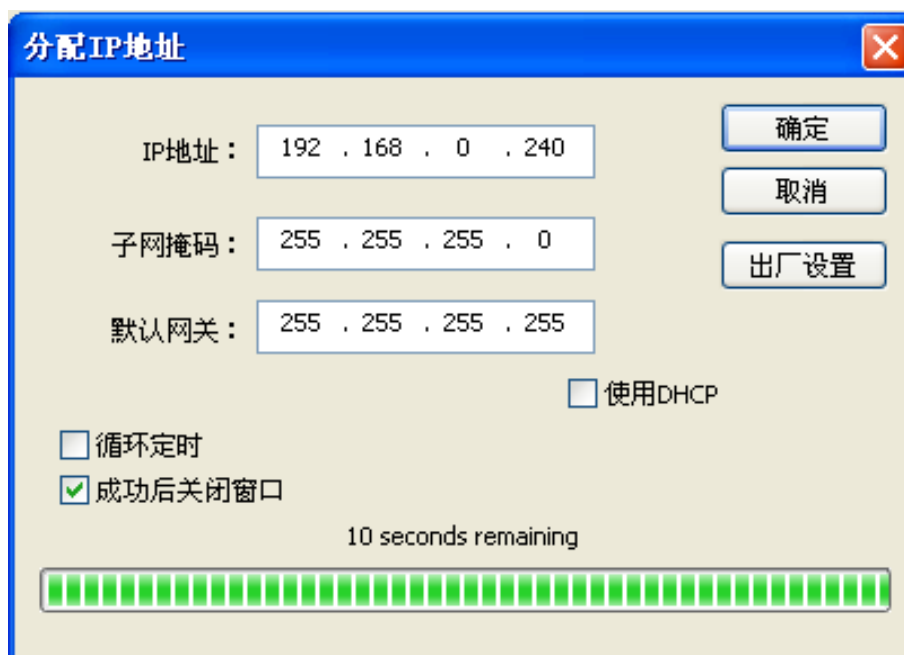 分配IP地址
IP地址： 192 . 168 . 0 . 240
确定
取消
子网掩码： 255 . 255 . 255 . 0
出厂设置
默认网关： 255 . 255 . 255 . 255
使用DHCP
循环定时
成功后关闭窗口
10 seconds remaining